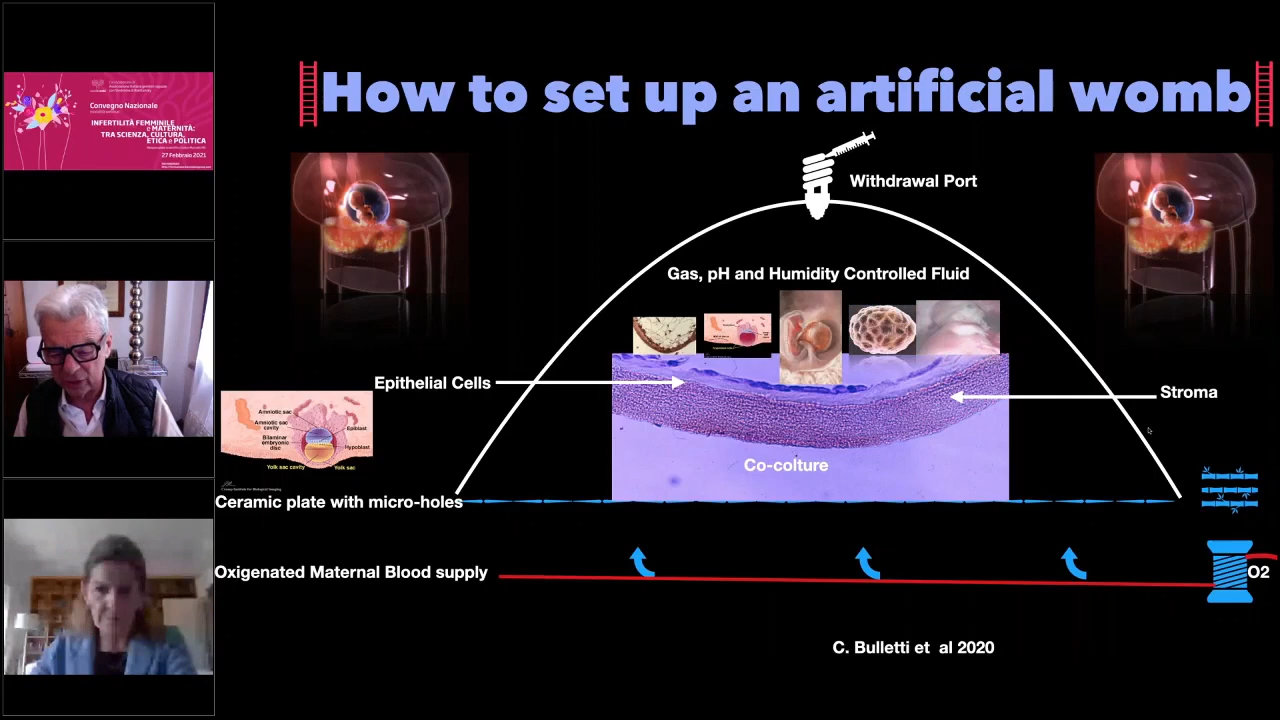 Convegno Nazionale
INFERTILITÀ FEMMINILE
e MATERNITÀ:
TRA SCIENZA, CULTURA,
ETICA e POLITICA
27 Febbraio 2021
How to set up an artificial womb
Withdrawal Port
Gas, pH and Humidity Controlled Fluid
Epithelial Cells
Stroma
Amniotic sac
Amniotic sac
cavity
Epiblast
Bilaminar
embryonic
disc
Hypoblast
Yolk sac cavity
Yolk sac
Co-colture
Ceramic plate with micro-holes
Oxigenated Maternal Blood supply
O2
C. Bulletti et al 2020